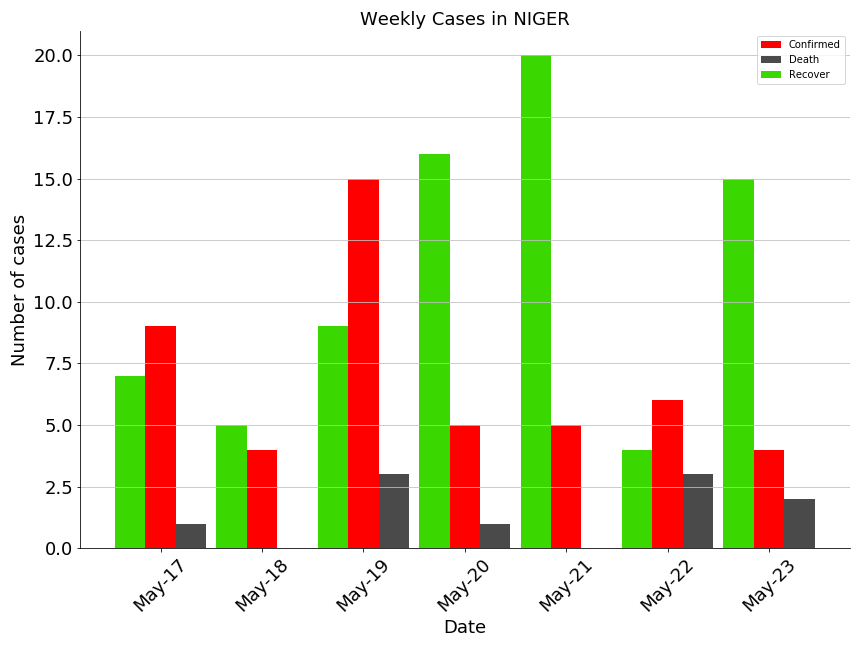 Weekly Cases in NIGER
Confirmed
Death
Recover
20.0
17.5
15.0
12.5
10.0
7.5
5.0
2.5
0.0
Number of cases
May-17
May-18
May-19
May-20
May-21
May-22
May-23
Date